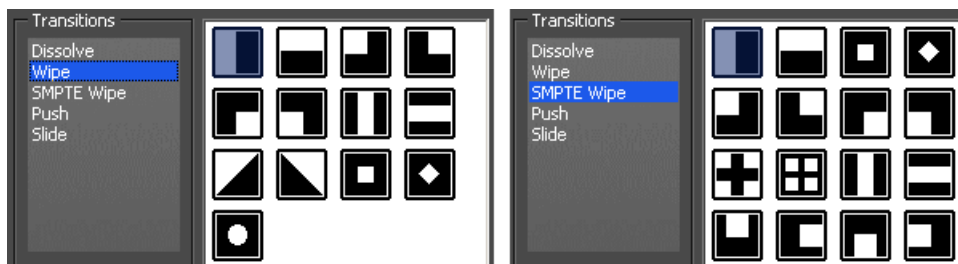 Transitions
Dissolve
Wipe
SMPTE Wipe
Push
Slide
Transitions
Dissolve
Wipe
SMPTE Wipe
Push
Slide